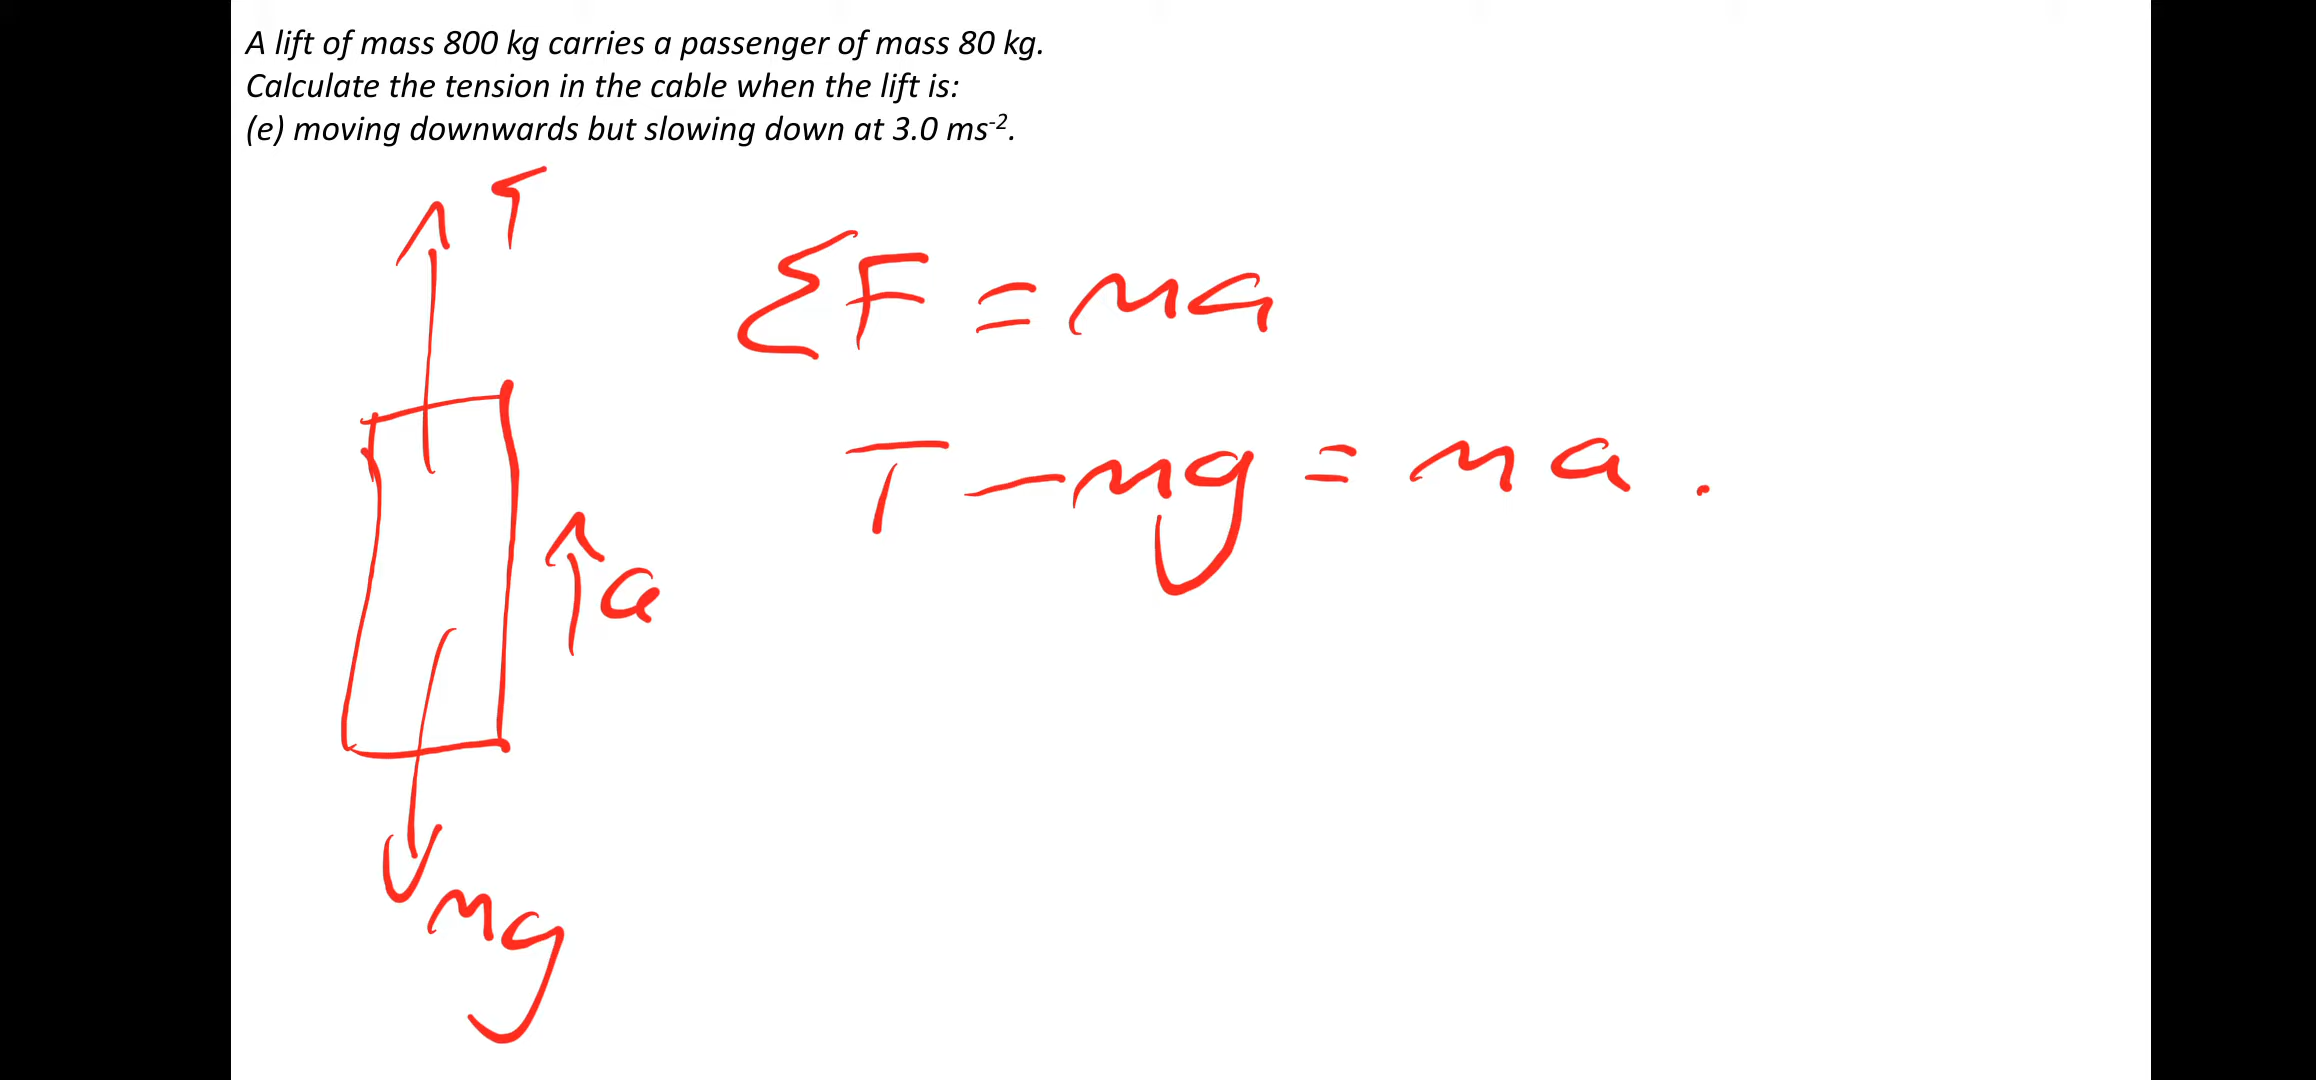 A lift of mass 800 kg carries a passenger of mass 80 kg.
Calculate the tension in the cable when the lift is:
(e) moving downwards but slowing down at 3.0 ms⁻².
T
ΣF = ma
T - mg = ma.
a
mg